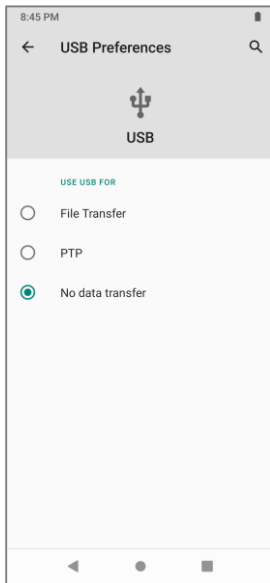 8:45 PM
USB Preferences
USB
USE USB FOR
File Transfer
PTP
No data transfer